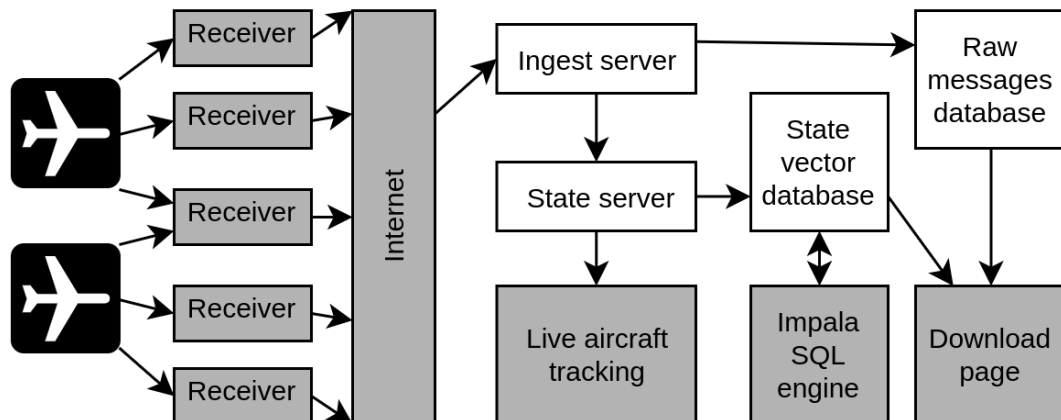 Receiver
Receiver
Receiver
Receiver
Receiver
Internet
Ingest server
State server
Live aircraft
tracking
State
vector
database
Impala
SQL
engine
Raw
messages
database
Download
page